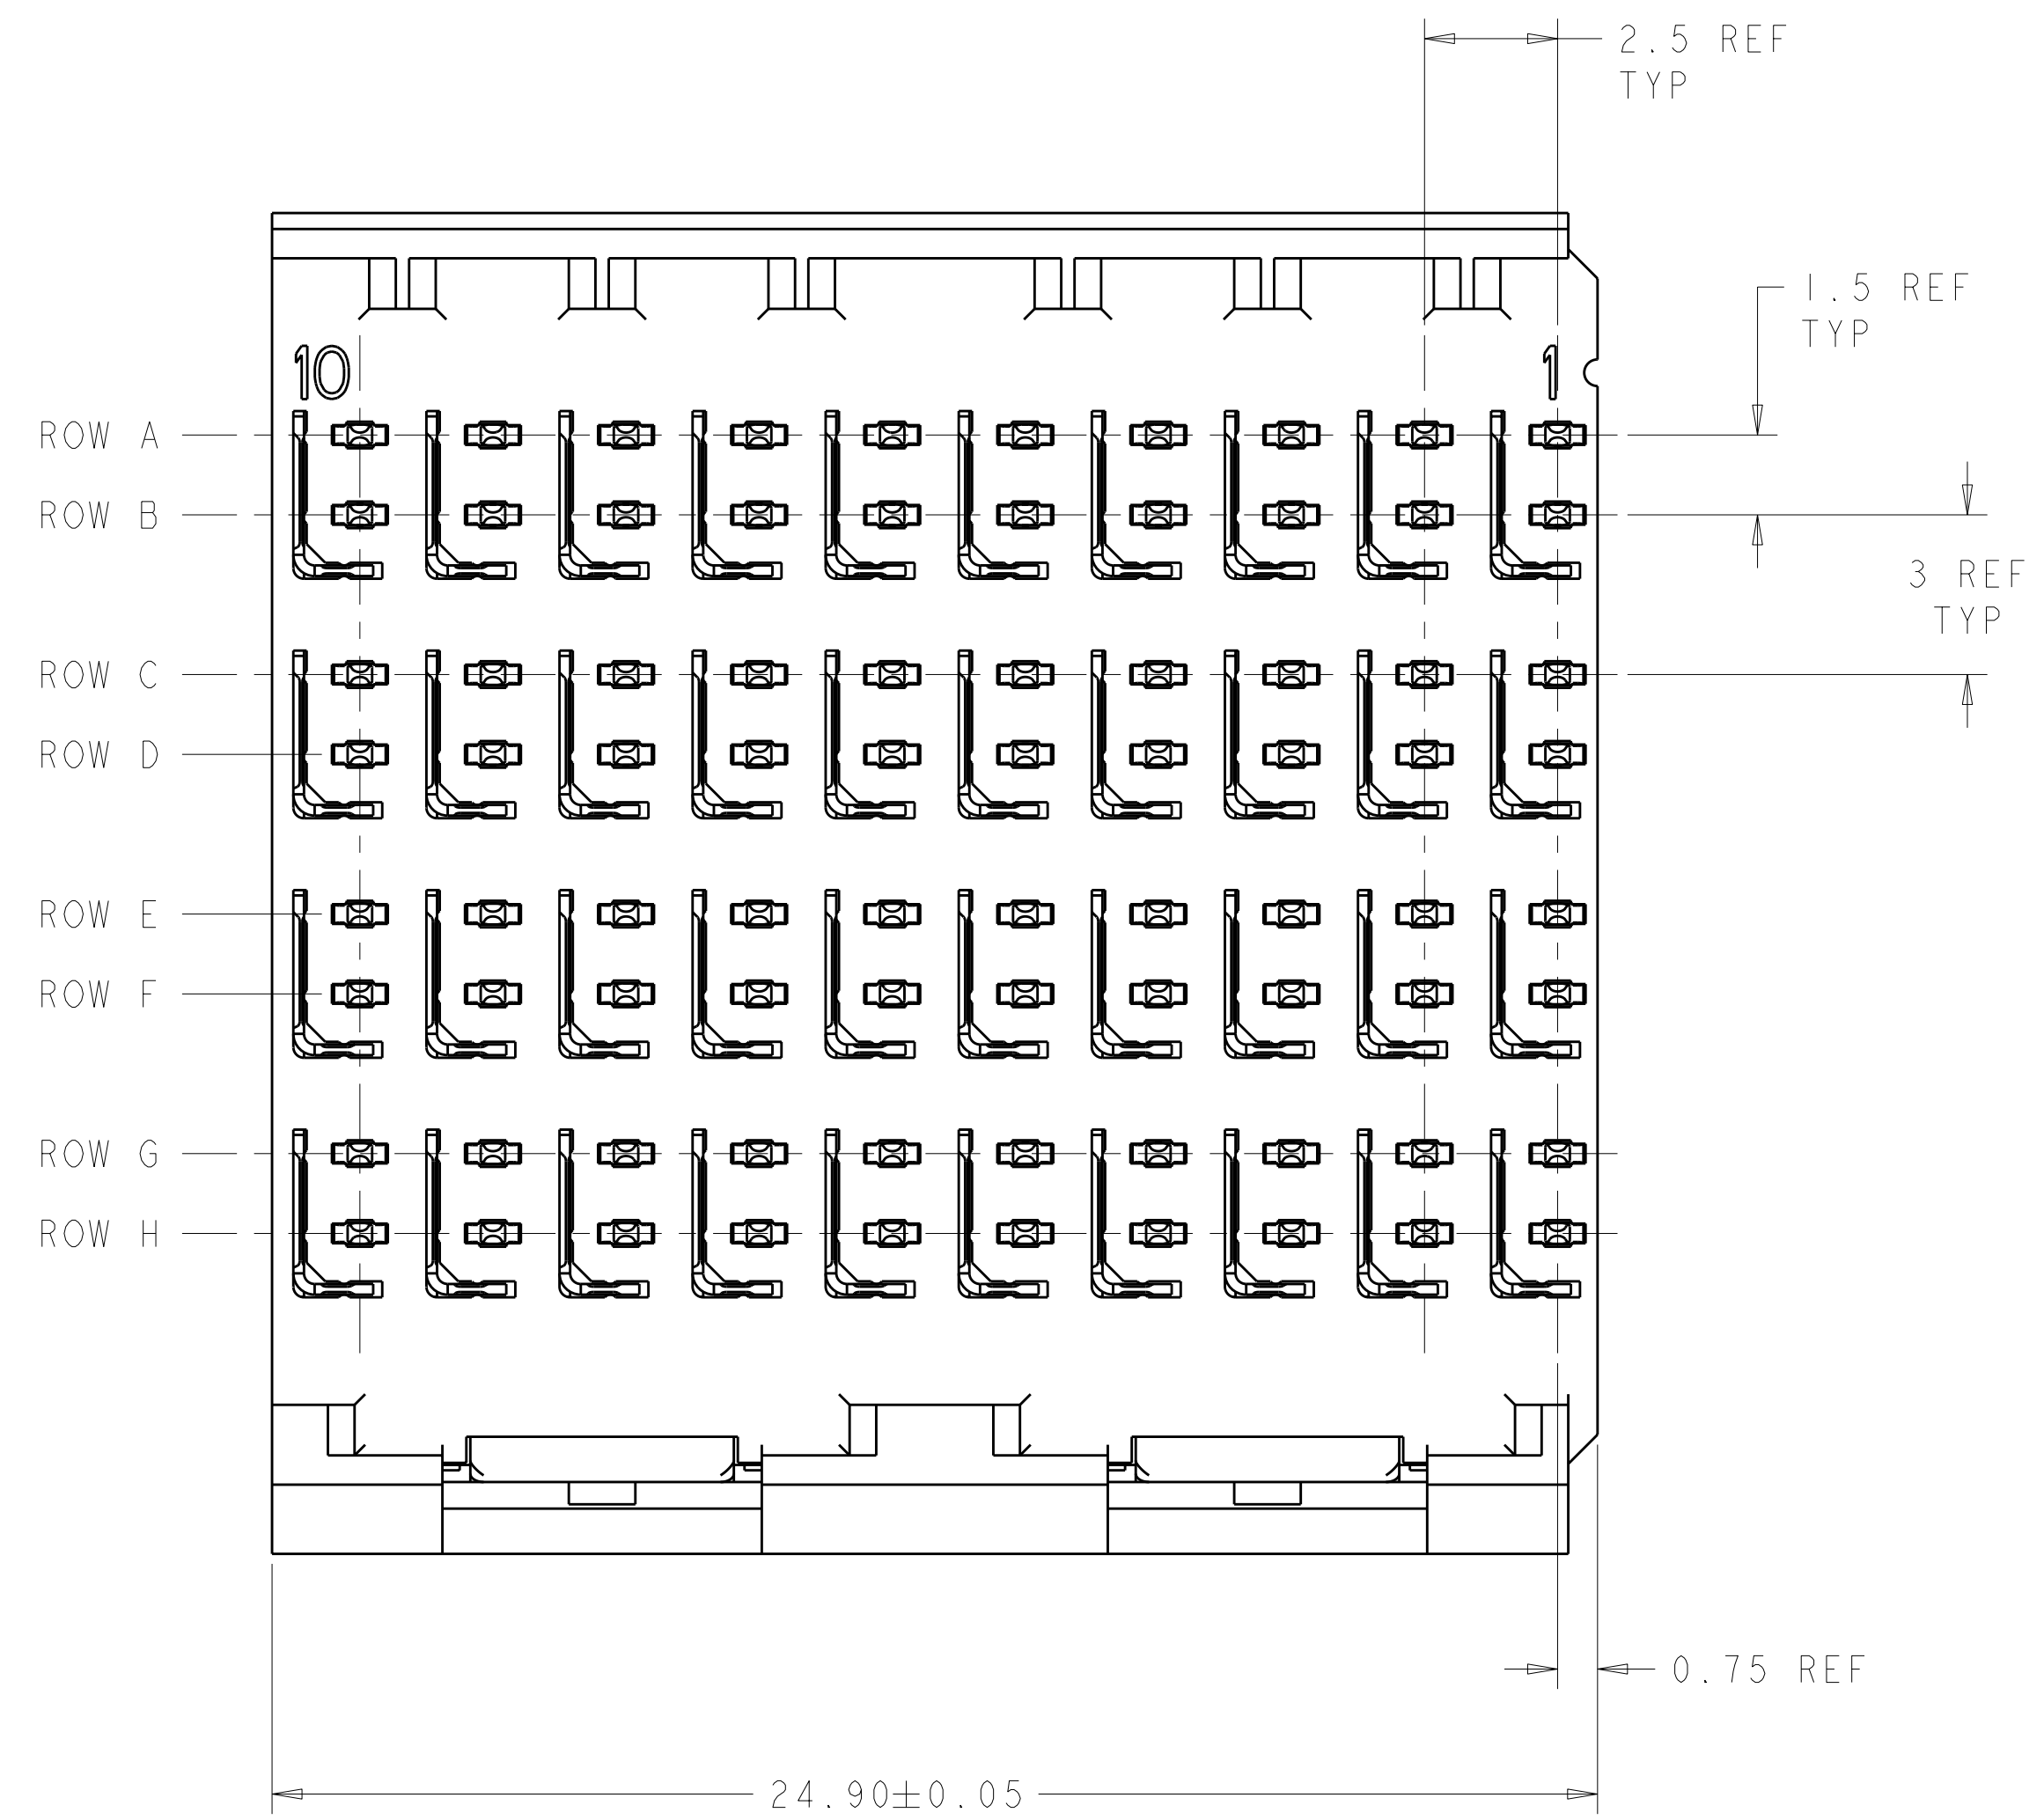 2.5 REF
TYP
1.5 REF
TYP
10
1
ROW A
ROW B
3 REF
TYP
ROW C
ROW D
ROW E
ROW F
ROW G
ROW H
0.75 REF
24.90±0.05